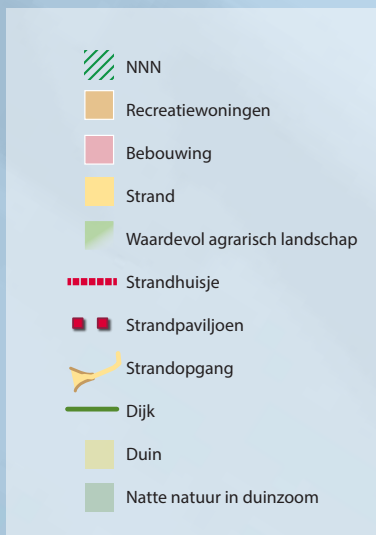 NNN
Recreatiewoningen
Bebouwing
Strand
Waardevol agrarisch landschap
Strandhuisje
Strandpaviljoen
Strandopgang
Dijk
Duin
Natte natuur in duinzoom